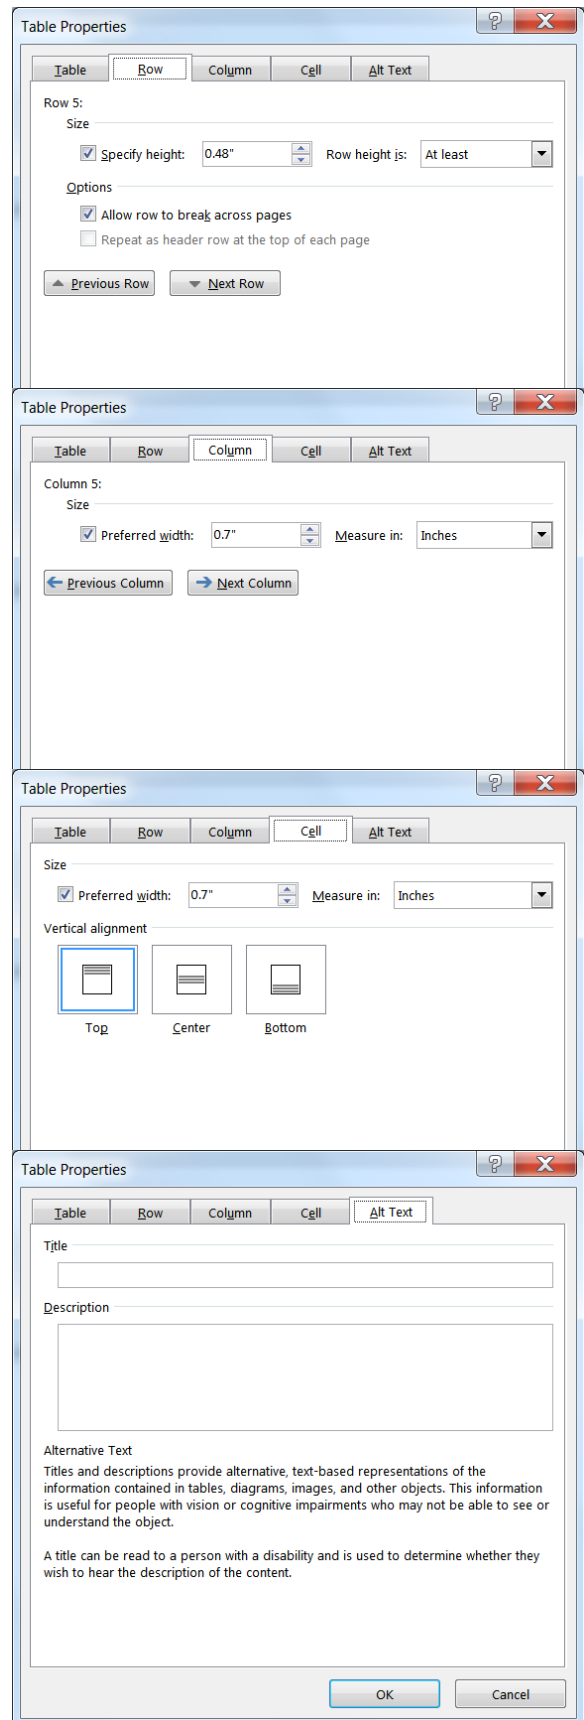 Table Properties
Table Row Column Cell Alt Text
Row 5:
Size
Specify height: 0.48" Row height is: At least
Options
Allow row to break across pages
Repeat as header row at the top of each page
Previous Row Next Row
Table Properties
Table Row Column Cell Alt Text
Column 5:
Size
Preferred width: 0.7" Measure in: Inches
Previous Column Next Column
Table Properties
Table Row Column Cell Alt Text
Size
Preferred width: 0.7" Measure in: Inches
Vertical alignment
Top Center Bottom
Table Properties
Table Row Column Cell Alt Text
Title
Description
Alternative Text
Titles and descriptions provide alternative, text-based representations of the
information contained in tables, diagrams, images, and other objects. This information
is useful for people with vision or cognitive impairments who may not be able to see or
understand the object.
A title can be read to a person with a disability and is used to determine whether they
wish to hear the description of the content.
OK Cancel